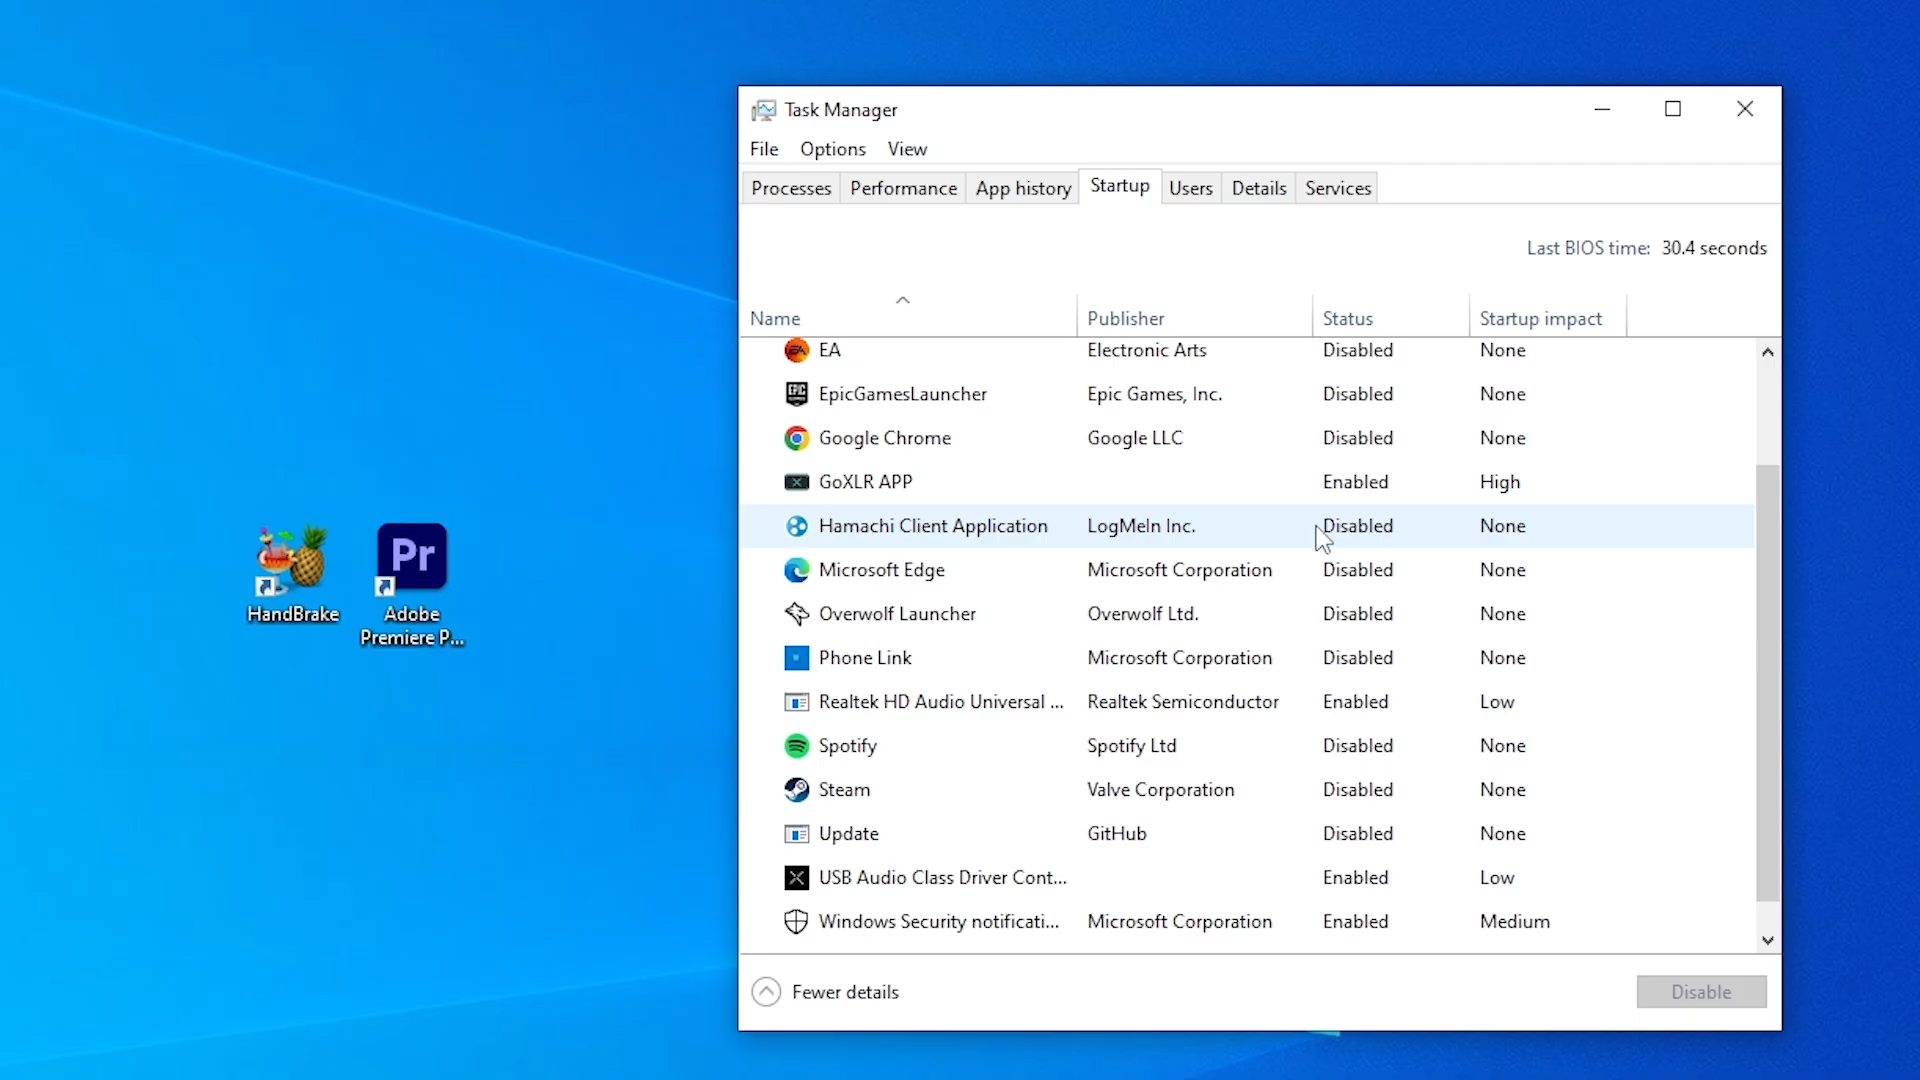 Task Manager
File Options View
Processes Performance App history Startup Users Details Services
Last BIOS time: 30.4 seconds
Name Publisher Status Startup impact
EA Electronic Arts Disabled None
EpicGamesLauncher Epic Games, Inc. Disabled None
Google Chrome Google LLC Disabled None
GoXLR APP Enabled High
Hamachi Client Application LogMeIn Inc. Disabled None
Microsoft Edge Microsoft Corporation Disabled None
Overwolf Launcher Overwolf Ltd. Disabled None
Phone Link Microsoft Corporation Disabled None
Realtek HD Audio Universal ... Realtek Semiconductor Enabled Low
Spotify Spotify Ltd Disabled None
Steam Valve Corporation Disabled None
Update GitHub Disabled None
USB Audio Class Driver Cont... Enabled Low
Windows Security notificati... Microsoft Corporation Enabled Medium
Fewer details Disable
Pr
HandBrake
Adobe
Premiere P...